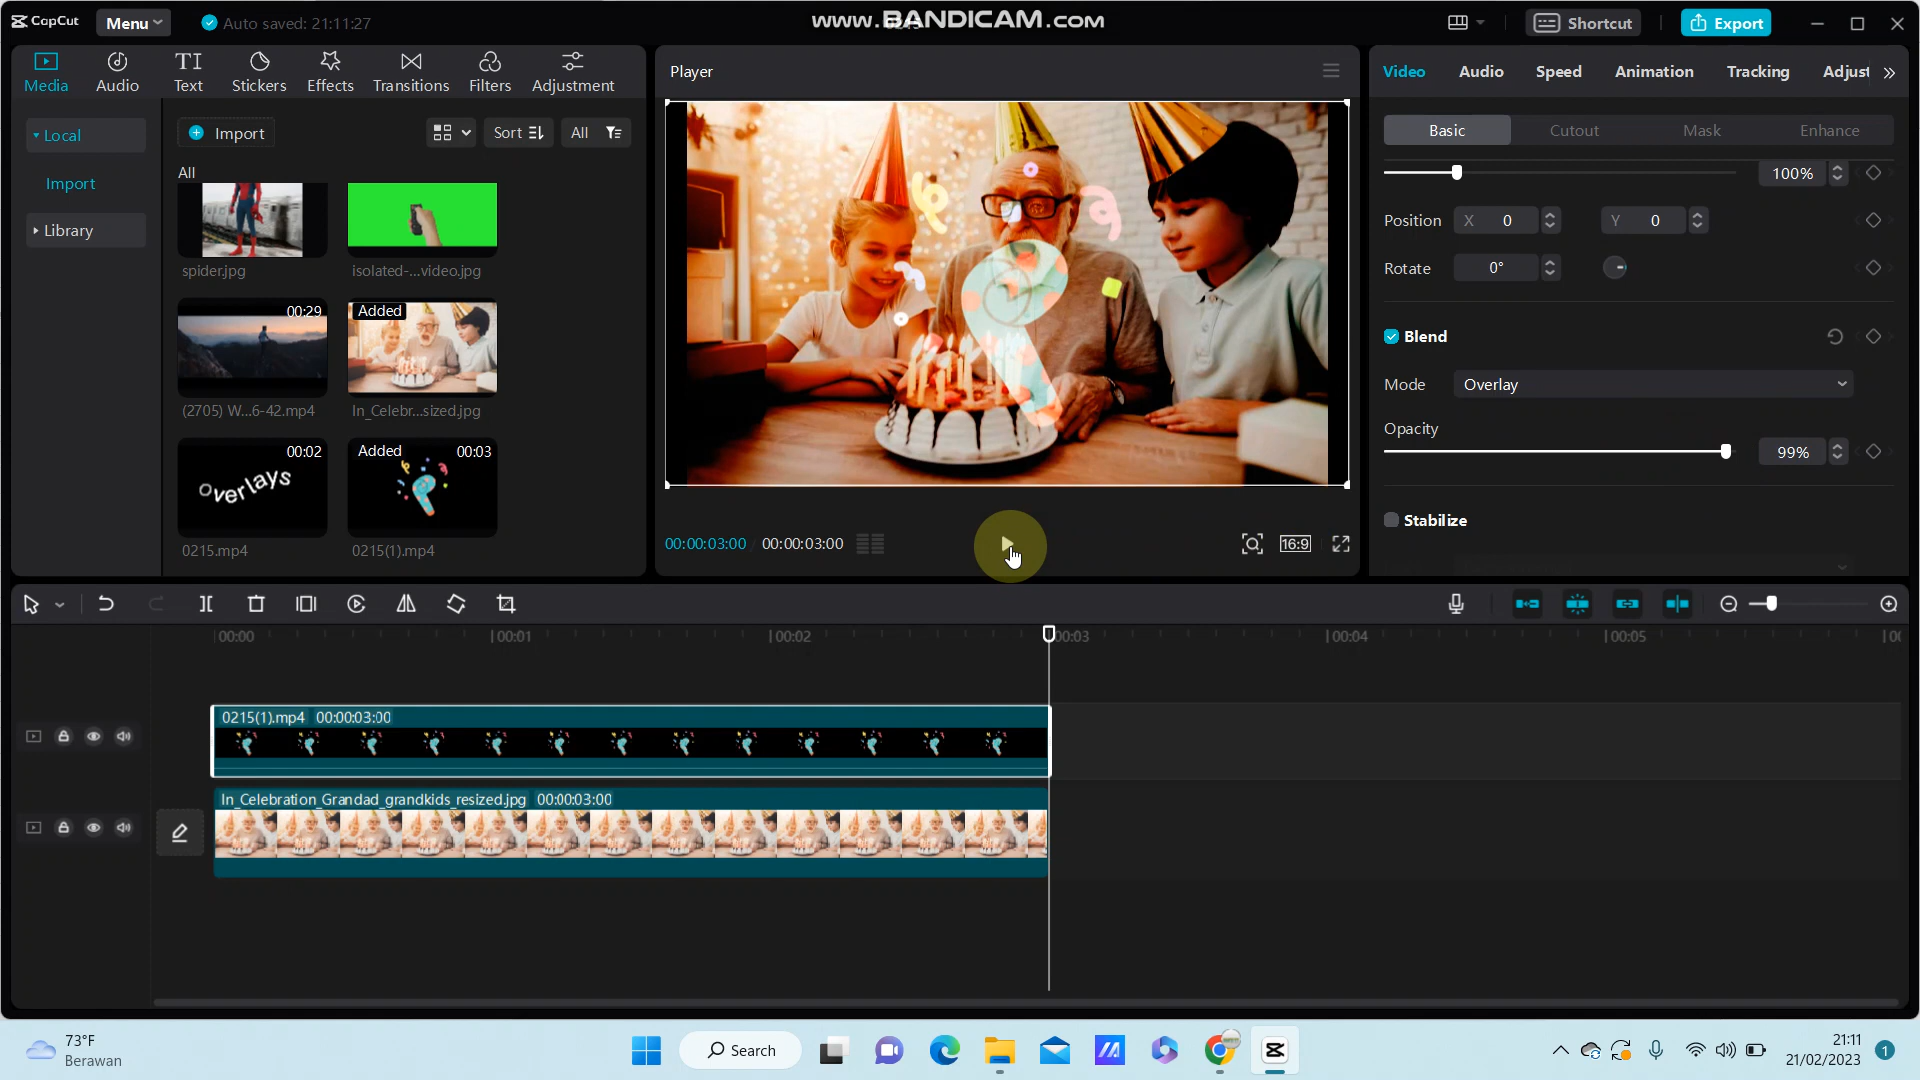 CapCut
Menu
Auto saved: 21:11:27
www.BANDICAM.com
Shortcut
Export
Media
Audio
Text
Stickers
Effects
Transitions
Filters
Adjustment
Local
Import
Library
Import
Sort
All
All
spider.jpg
isolated-...video.jpg
00:29
(2705) W...6-42.mp4
Added
In_Celebr...sized.jpg
00:02
overlays
0215.mp4
Added
00:03
0215(1).mp4
Player
00:00:03:00
00:00:03:00
16:9
Video
Audio
Speed
Animation
Tracking
Adjust
Basic
Cutout
Mask
Enhance
100%
Position
X
0
Y
0
Rotate
0°
Blend
Mode
Overlay
Opacity
99%
Stabilize
00:00
00:01
00:02
00:03
00:04
00:05
0215(1).mp4 00:00:03:00
In_Celebration_Grandad_grandkids_resized.jpg 00:00:03:00
73°F
Berawan
Search
21:11
21/02/2023
1